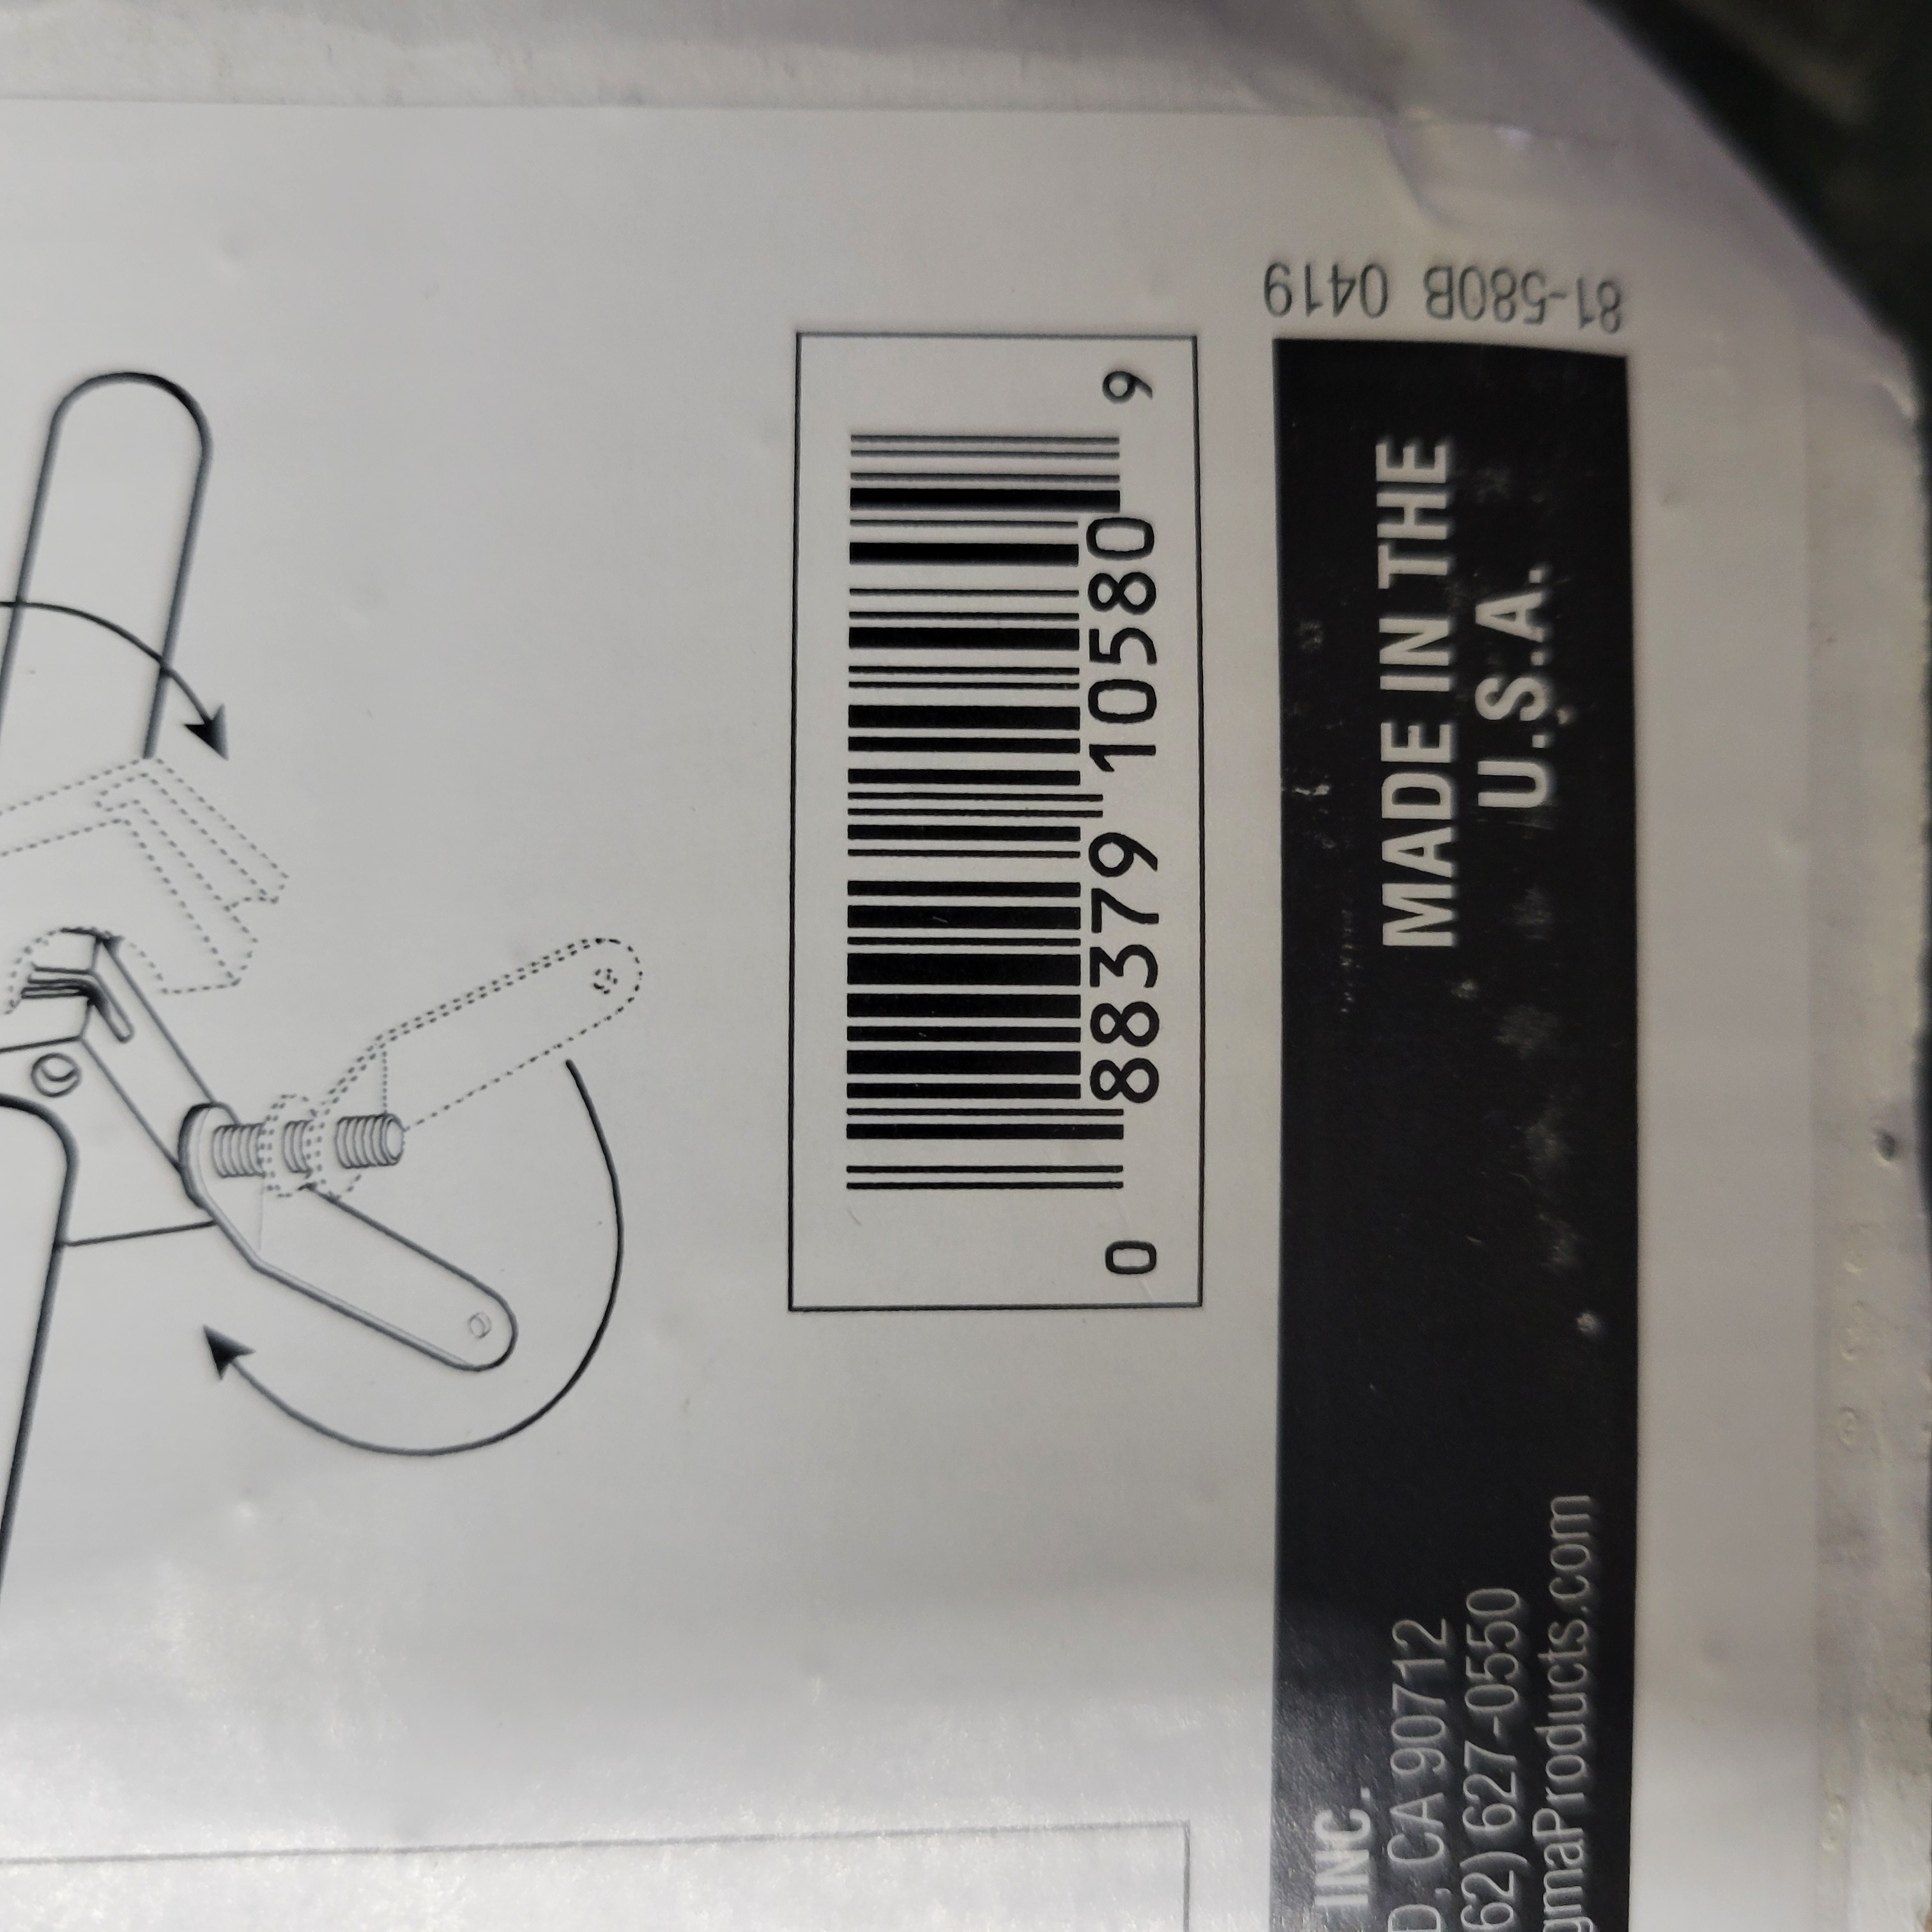 0 88379 10580 9
81-580B 0419
MADE IN THE
U.S.A.
INC.
CA 90712
62) 627-0550
gmaProducts.com